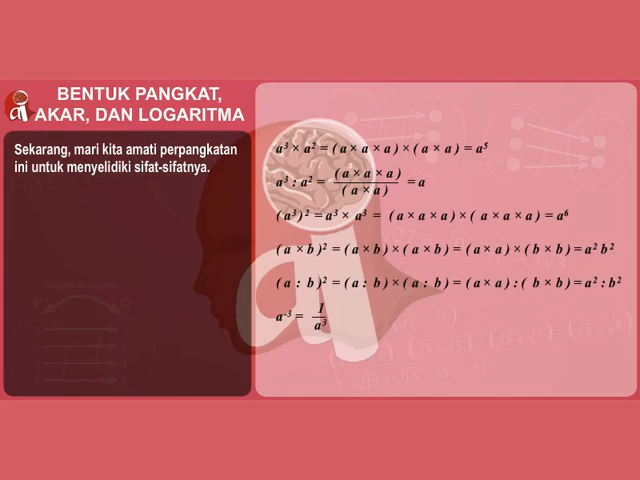 BENTUK PANGKAT,
AKAR, DAN LOGARITMA
Sekarang, mari kita amati perpangkatan
ini untuk menyelidiki sifat-sifatnya.
a³ × a² = ( a × a × a ) × ( a × a ) = a⁵
a³ : a² = ( a × a × a ) / ( a × a ) = a
( a³ )² = a³ × a³ = ( a × a × a ) × ( a × a × a ) = a⁶
( a × b )² = ( a × b ) × ( a × b ) = ( a × a ) × ( b × b ) = a² b²
( a : b )² = ( a : b ) × ( a : b ) = ( a × a ) : ( b × b ) = a² : b²
a⁻³ = 1 / a³